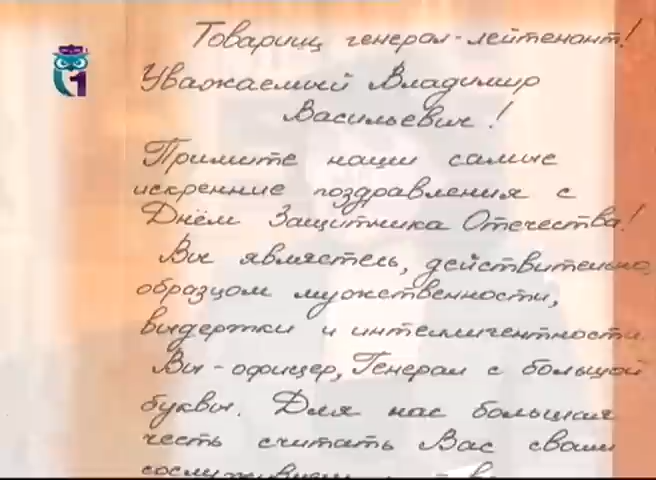 1
Товарищ генерал-лейтенант!
Уважаемый Владимир
Васильевич!
Примите наши самые
искренние поздравления с
Днём Защитника Отечества!
Вы являетесь, действительно,
образцом мужественности,
выдержки и интеллигентности.
Вы - офицер, Генерал с большой
буквы. Для нас большая
честь считать Вас своим